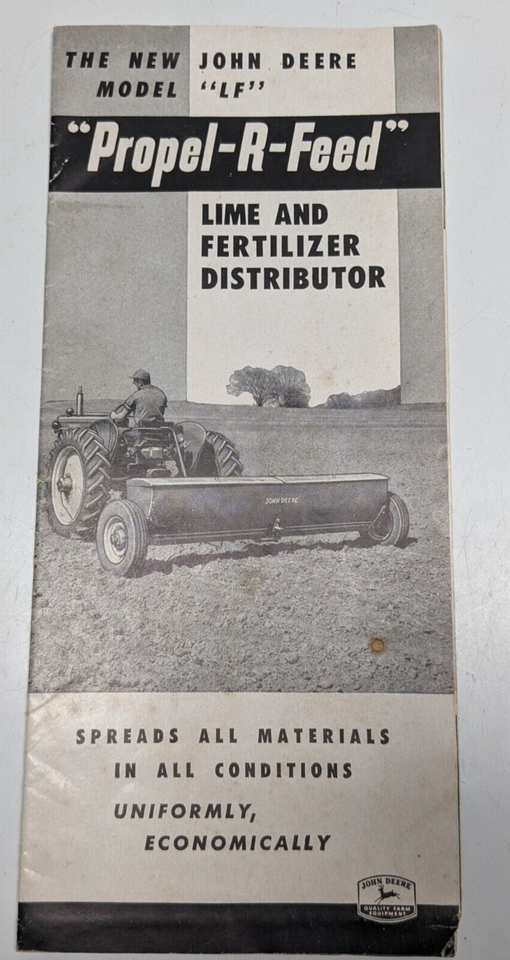 THE NEW JOHN DEERE
MODEL "LF"
"Propel-R-Feed"
LIME AND
FERTILIZER
DISTRIBUTOR
JOHN DEERE
SPREADS ALL MATERIALS
IN ALL CONDITIONS
UNIFORMLY,
ECONOMICALLY
JOHN DEERE
QUALITY FARM
EQUIPMENT